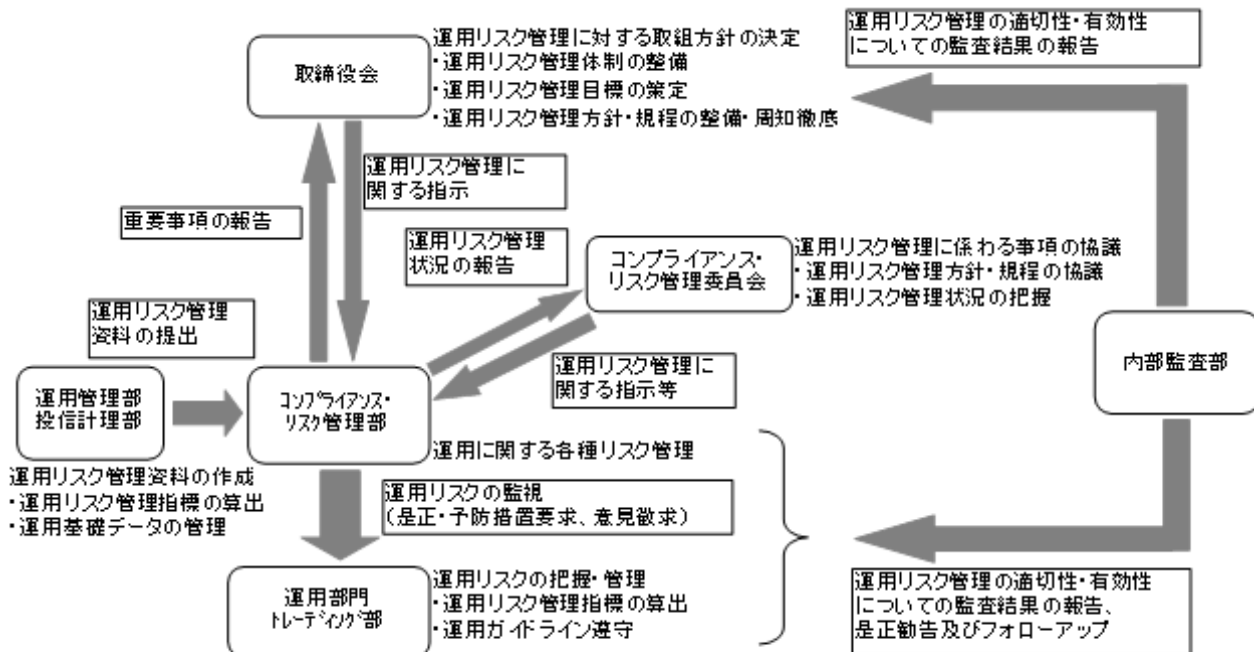 取締役会
運用リスク管理に対する取組方針の決定
・運用リスク管理体制の整備
・運用リスク管理目標の策定
・運用リスク管理方針・規程の整備・周知徹底
運用リスク管理の適切性・有効性
についての監査結果の報告
運用リスク管理に
関する指示
重要事項の報告
運用リスク管理
状況の報告
コンプライアンス・
リスク管理委員会
運用リスク管理に係わる事項の協議
・運用リスク管理方針・規程の協議
・運用リスク管理状況の把握
運用リスク管理
資料の提出
運用リスク管理に
関する指示等
内部監査部
運用管理部
投信計理部
コンプライアンス・
リスク管理部
運用に関する各種リスク管理
運用リスク管理資料の作成
・運用リスク管理指標の算出
・運用基礎データの管理
運用リスクの監視
(是正・予防措置要求、意見徴求)
運用部門
トレーディング部
運用リスクの把握・管理
・運用リスク管理指標の算出
・運用ガイドライン遵守
運用リスク管理の適切性・有効性
についての監査結果の報告、
是正勧告及びフォローアップ